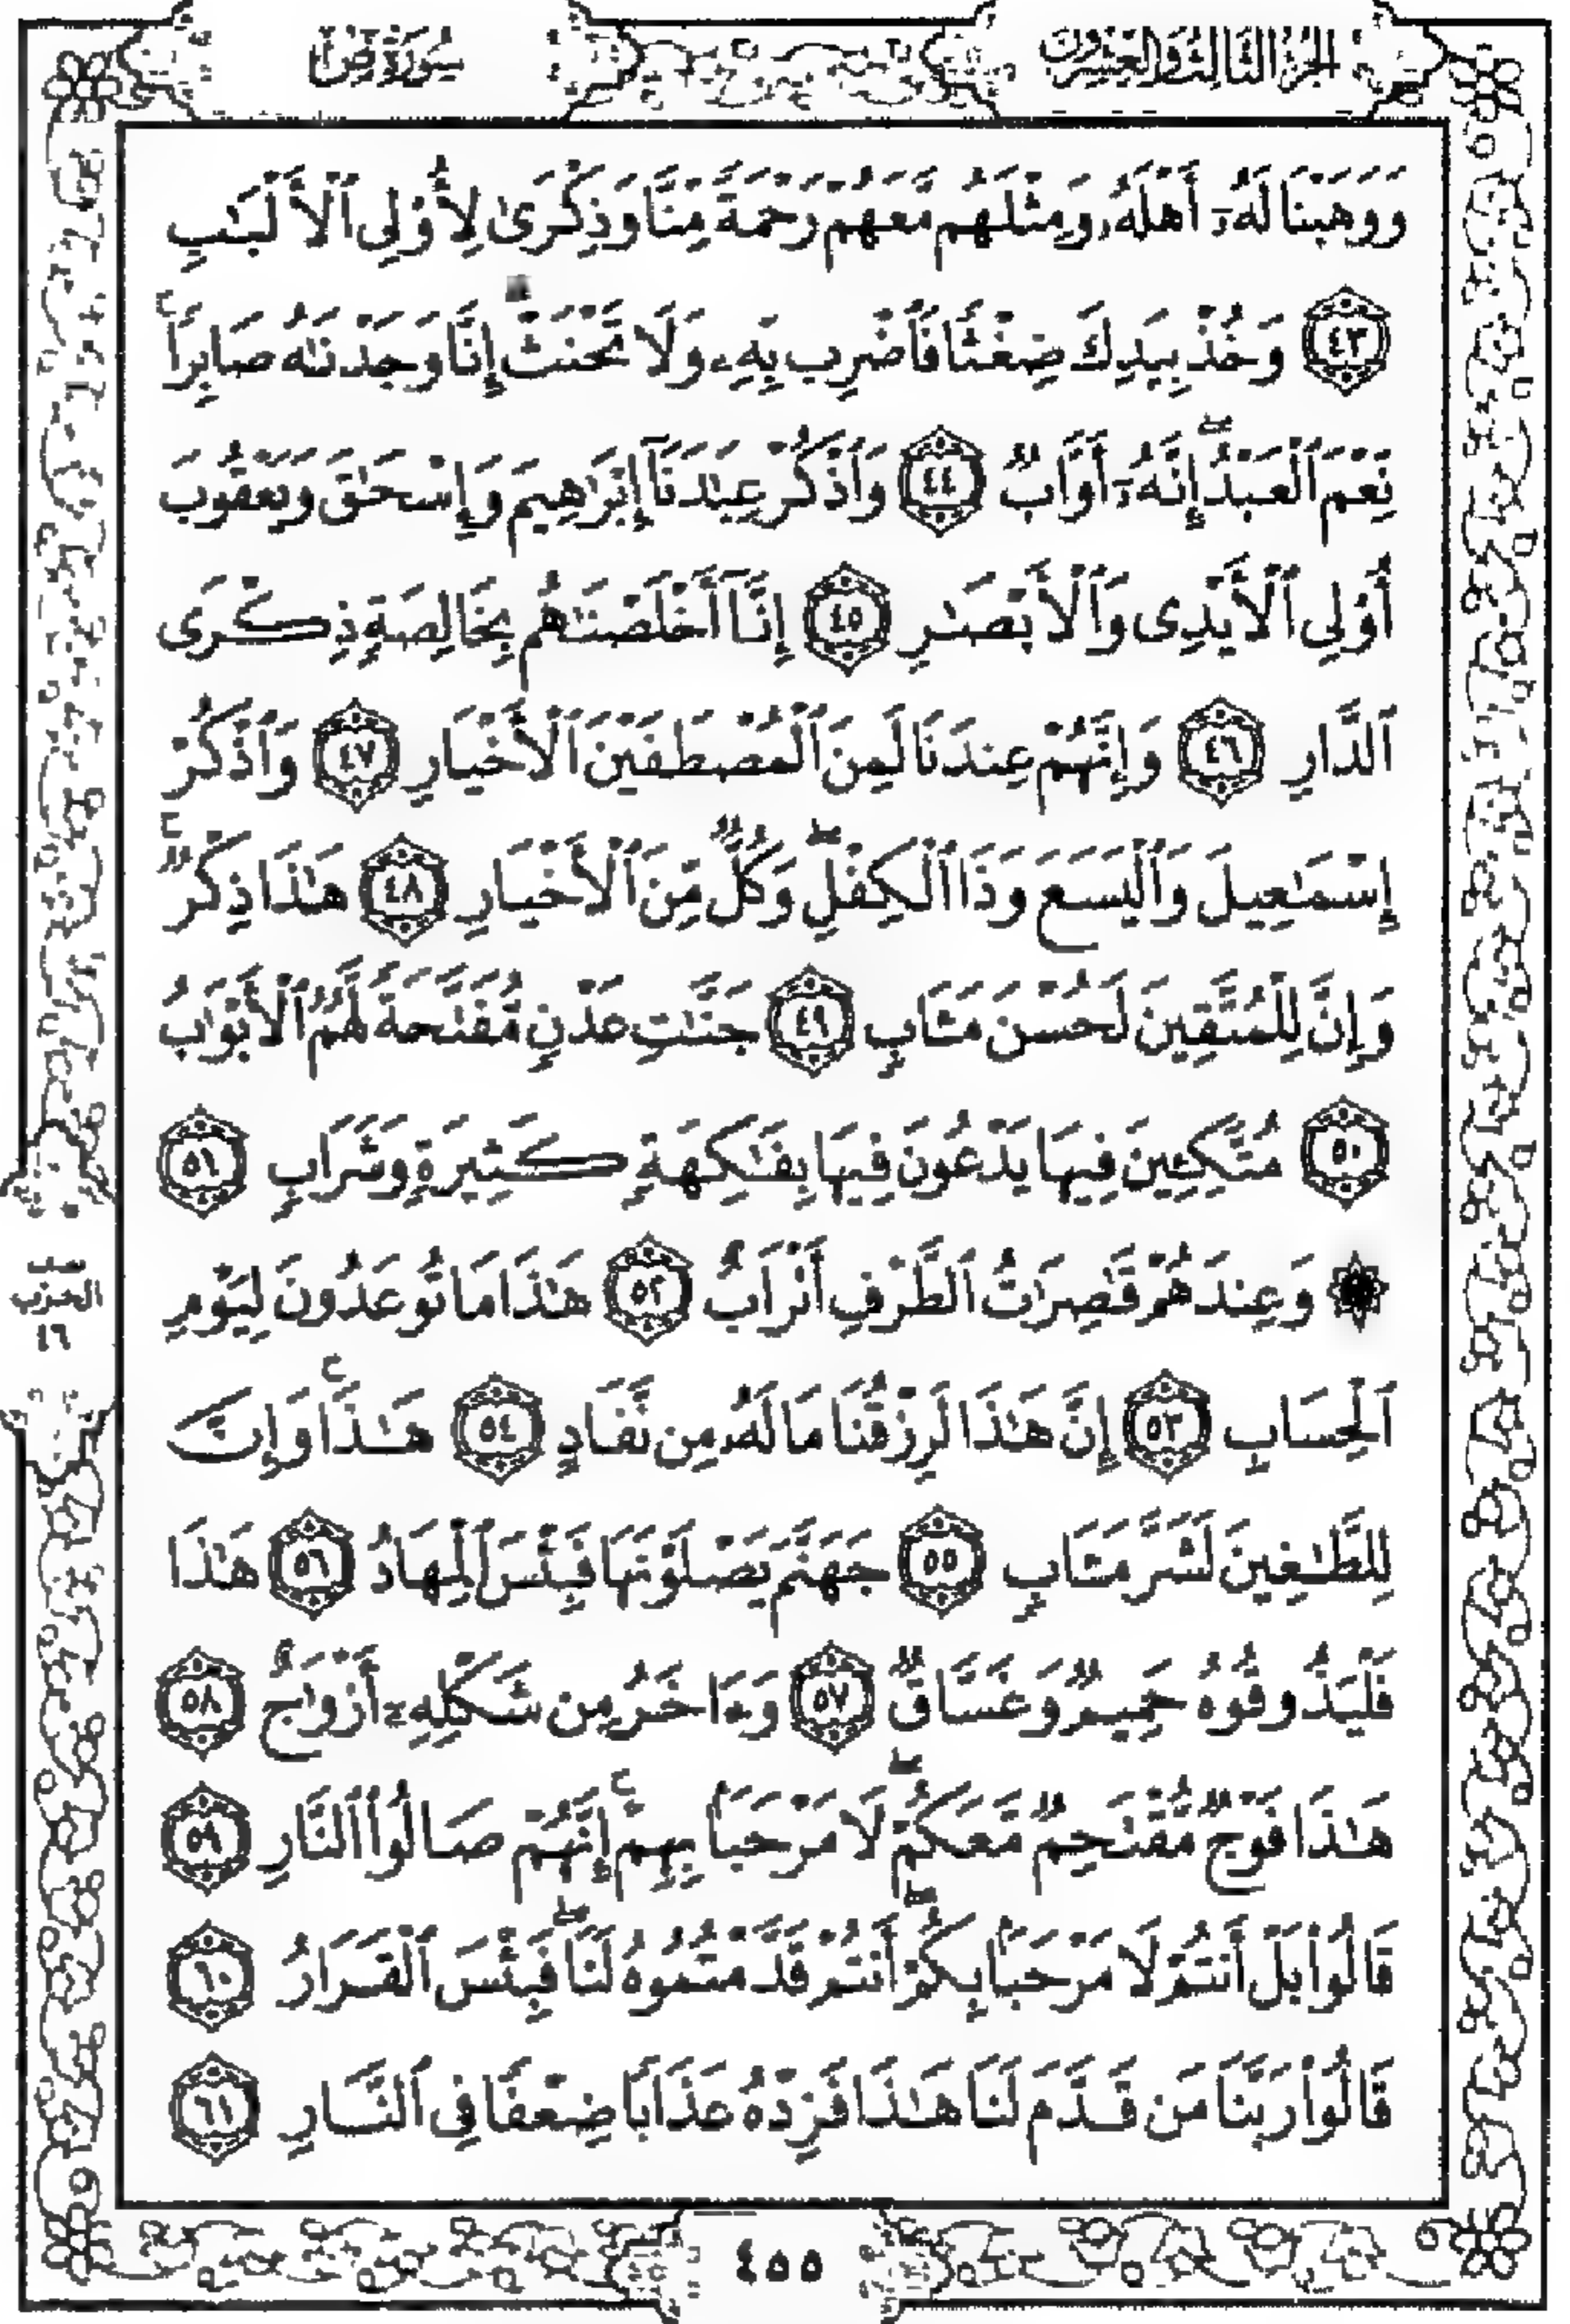 الجزء الثالث والعشرون
سورة ص
وَوَهَبْنَا لَهُۥٓ أَهْلَهُۥ وَمِثْلَهُم مَّعَهُمْ رَحْمَةً مِّنَّا وَذِكْرَىٰ لِأُو۟لِى ٱلْأَلْبَـٰبِ
٤٣ وَخُذْ بِيَدِكَ ضِغْثًا فَٱضْرِب بِّهِۦ وَلَا تَحْنَثْ ۗ إِنَّا وَجَدْنَـٰهُ صَابِرًا ۚ
نِّعْمَ ٱلْعَبْدُ ۖ إِنَّهُۥٓ أَوَّابٌ ٤٤ وَٱذْكُرْ عِبَـٰدَنَآ إِبْرَٰهِيمَ وَإِسْحَـٰقَ وَيَعْقُوبَ
أُو۟لِى ٱلْأَيْدِى وَٱلْأَبْصَـٰرِ ٤٥ إِنَّآ أَخْلَصْنَـٰهُم بِخَالِصَةٍ ذِكْرَى
ٱلدَّارِ ٤٦ وَإِنَّهُمْ عِندَنَا لَمِنَ ٱلْمُصْطَفَيْنَ ٱلْأَخْيَارِ ٤٧ وَٱذْكُرْ
إِسْمَـٰعِيلَ وَٱلْيَسَعَ وَذَا ٱلْكِفْلِ ۖ وَكُلٌّ مِّنَ ٱلْأَخْيَارِ ٤٨ هَـٰذَا ذِكْرٌ ۚ
وَإِنَّ لِلْمُتَّقِينَ لَحُسْنَ مَـَٔابٍ ٤٩ جَنَّـٰتِ عَدْنٍ مُّفَتَّحَةً لَّهُمُ ٱلْأَبْوَٰبُ
٥٠ مُتَّكِـِٔينَ فِيهَا يَدْعُونَ فِيهَا بِفَـٰكِهَةٍ كَثِيرَةٍ وَشَرَابٍ ٥١
۞ وَعِندَهُمْ قَـٰصِرَٰتُ ٱلطَّرْفِ أَتْرَابٌ ٥٢ هَـٰذَا مَا تُوعَدُونَ لِيَوْمِ
ٱلْحِسَابِ ٥٣ إِنَّ هَـٰذَا لَرِزْقُنَا مَا لَهُۥ مِن نَّفَادٍ ٥٤ هَـٰذَا ۚ وَإِنَّ
لِلطَّـٰغِينَ لَشَرَّ مَـَٔابٍ ٥٥ جَهَنَّمَ يَصْلَوْنَهَا فَبِئْسَ ٱلْمِهَادُ ٥٦ هَـٰذَا
فَلْيَذُوقُوهُ حَمِيمٌ وَغَسَّاقٌ ٥٧ وَءَاخَرُ مِن شَكْلِهِۦٓ أَزْوَٰجٌ ٥٨
هَـٰذَا فَوْجٌ مُّقْتَحِمٌ مَّعَكُمْ ۖ لَا مَرْحَبًۢا بِهِمْ ۚ إِنَّهُمْ صَالُوا۟ ٱلنَّارِ ٥٩
قَالُوا۟ بَلْ أَنتُمْ لَا مَرْحَبًۢا بِكُمْ ۖ أَنتُمْ قَدَّمْتُمُوهُ لَنَا ۖ فَبِئْسَ ٱلْقَرَارُ ٦٠
قَالُوا۟ رَبَّنَا مَن قَدَّمَ لَنَا هَـٰذَا فَزِدْهُ عَذَابًا ضِعْفًا فِى ٱلنَّارِ ٦١
الحزب
٤٦
٤٥٥